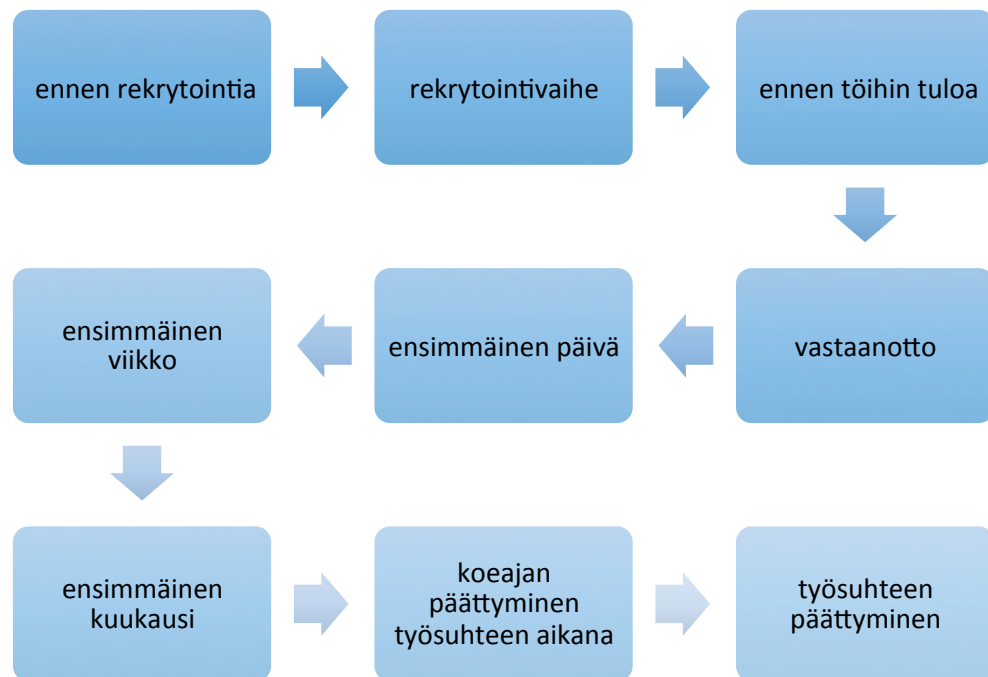 ennen rekrytointia
rekrytointivaihe
ennen töihin tuloa
vastaanotto
ensimmäinen päivä
ensimmäinen
viikko
ensimmäinen
kuukausi
koeajan
päättyminen
työsuhteen aikana
työsuhteen
päättyminen